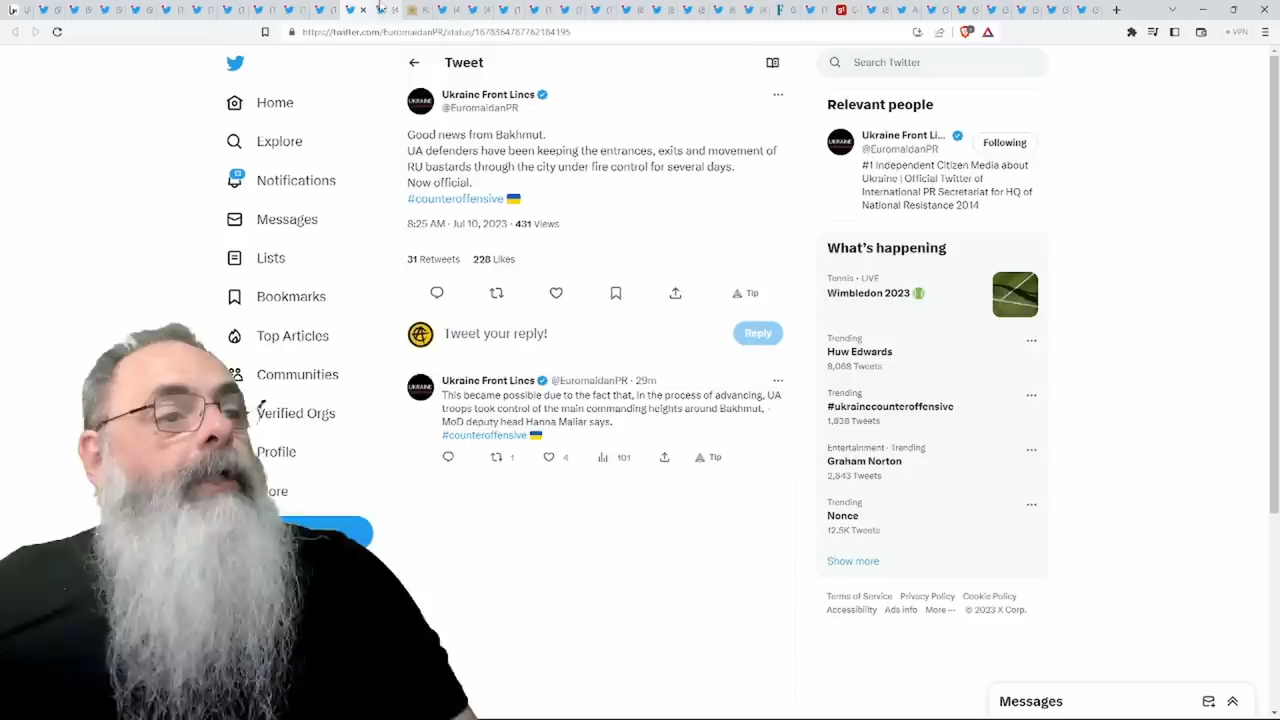 https://twitter.com/EuromaidanPR/status/1678364787762184195
VPN
Home
Explore
13
Notifications
Messages
Lists
Bookmarks
Top Articles
Communities
Verified Orgs
Profile
Tweet
Ukraine Front Lines
@EuromaidanPR
Good news from Bakhmut.
UA defenders have been keeping the entrances, exits and movement of
RU bastards through the city under fire control for several days.
Now official.
#counteroffensive
8:25 AM · Jul 10, 2023 · 431 Views
31 Retweets 228 Likes
Tip
Tweet your reply!
Reply
Ukraine Front Lines @EuromaidanPR · 29m
This became possible due to the fact that, in the process of advancing, UA
troops took control of the main commanding heights around Bakhmut, -
MoD deputy head Hanna Maliar says.
#counteroffensive
1 4 101 Tip
Search Twitter
Relevant people
Ukraine Front Li...
@EuromaidanPR
Following
#1 Independent Citizen Media about
Ukraine | Official Twitter of
International PR Secretariat for HQ of
National Resistance 2014
What's happening
Tennis · LIVE
Wimbledon 2023
Trending
Huw Edwards
8,068 Tweets
Trending
#ukrainecounteroffensive
1,838 Tweets
Entertainment · Trending
Graham Norton
2,843 Tweets
Trending
Nonce
12.5K Tweets
Show more
Terms of Service Privacy Policy Cookie Policy
Accessibility Ads info More ··· © 2023 X Corp.
Messages